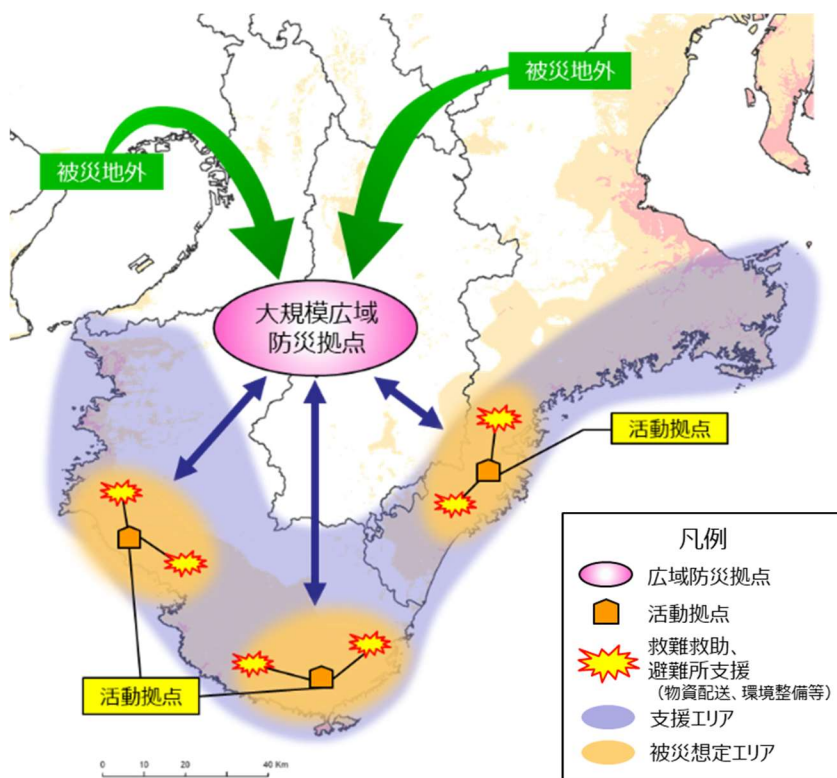 被災地外
被災地外
大規模広域
防災拠点
活動拠点
活動拠点
凡例
広域防災拠点
活動拠点
救難救助、
避難所支援
（物資配送、環境整備等）
支援エリア
被災想定エリア
0 10 20 40 Km